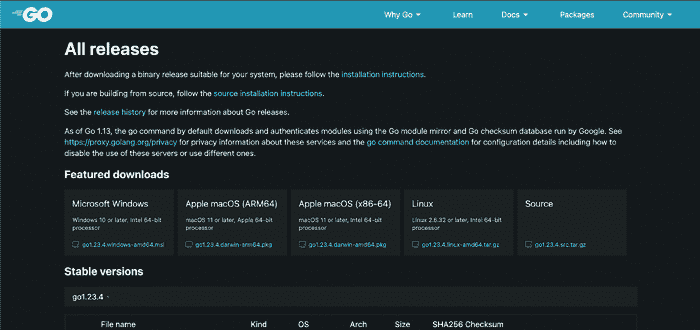 GO
Why Go Learn Docs Packages Community
All releases
After downloading a binary release suitable for your system, please follow the installation instructions.
If you are building from source, follow the source installation instructions.
See the release history for more information about Go releases.
As of Go 1.13, the go command by default downloads and authenticates modules using the Go module mirror and Go checksum database run by Google. See
https://proxy.golang.org/privacy for privacy information about these services and the go command documentation for configuration details including how to
disable the use of these servers or use different ones.
Featured downloads
Microsoft Windows
Windows 10 or later, Intel 64-bit
processor
go1.23.4.windows-amd64.msi
Apple macOS (ARM64)
macOS 11 or later, Apple 64-bit
processor
go1.23.4.darwin-arm64.pkg
Apple macOS (x86-64)
macOS 11 or later, Intel 64-bit
processor
go1.23.4.darwin-amd64.pkg
Linux
Linux 2.6.32 or later, Intel 64-bit
processor
go1.23.4.linux-amd64.tar.gz
Source
go1.23.4.src.tar.gz
Stable versions
go1.23.4
File name Kind OS Arch Size SHA256 Checksum